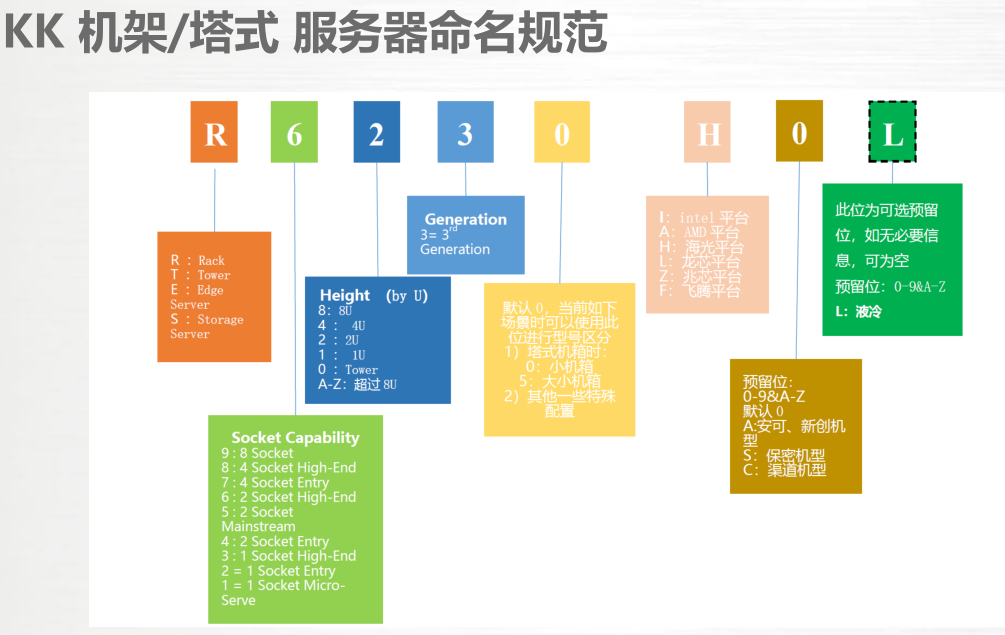 KK 机架/塔式 服务器命名规范
R 6 2 3 0 H 0 L
R : Rack
T : Tower
E : Edge
Server
S : Storage
Server
Socket Capability
9 : 8 Socket
8 : 4 Socket High-End
7 : 4 Socket Entry
6 : 2 Socket High-End
5 : 2 Socket
Mainstream
4 : 2 Socket Entry
3 : 1 Socket High-End
2 = 1 Socket Entry
1 = 1 Socket Micro-
Serve
Height (by U)
8: 8U
4 : 4U
2 : 2U
1 : 1U
0 : Tower
A-Z: 超过 8U
Generation
3= 3rd
Generation
默认 0，当前如下
场景时可以使用此
位进行型号区分
1）塔式机箱时：
0：小机箱
5：大小机箱
2）其他一些特殊
配置
I: intel 平台
A: AMD 平台
H: 海光平台
L: 龙芯平台
Z: 兆芯平台
F: 飞腾平台
预留位：
0-9&A-Z
默认 0
A:安可、新创机
型
S：保密机型
C：渠道机型
此位为可选预留
位，如无必要信
息，可为空
预留位：0-9&A-Z
L：液冷